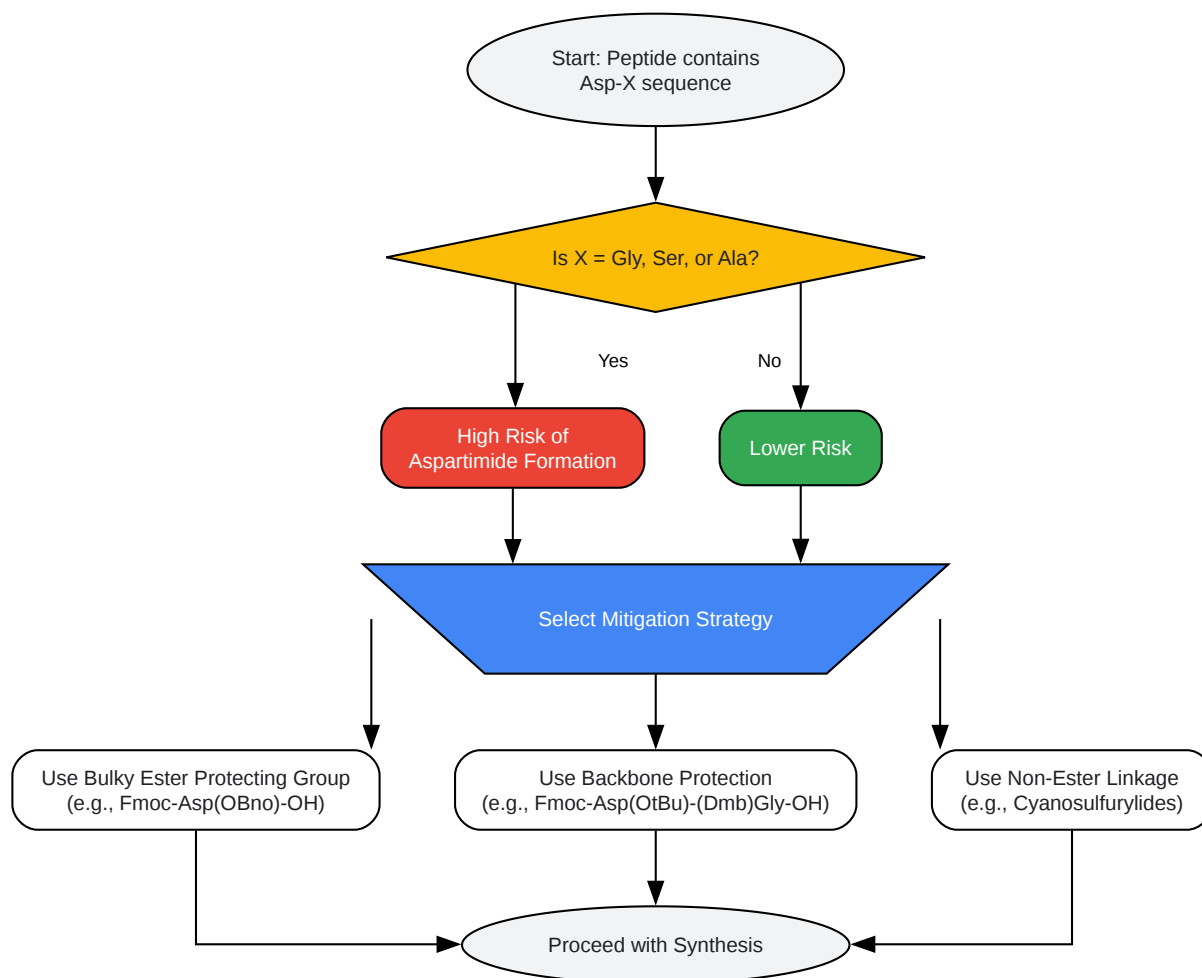 Start: Peptide contains
Asp-X sequence
Is X = Gly, Ser, or Ala?
Yes
No
High Risk of
Aspartimide Formation
Lower Risk
Select Mitigation Strategy
Use Bulky Ester Protecting Group
(e.g., Fmoc-Asp(OBno)-OH)
Use Backbone Protection
(e.g., Fmoc-Asp(OtBu)-(Dmb)Gly-OH)
Use Non-Ester Linkage
(e.g., Cyanosulfurylides)
Proceed with Synthesis